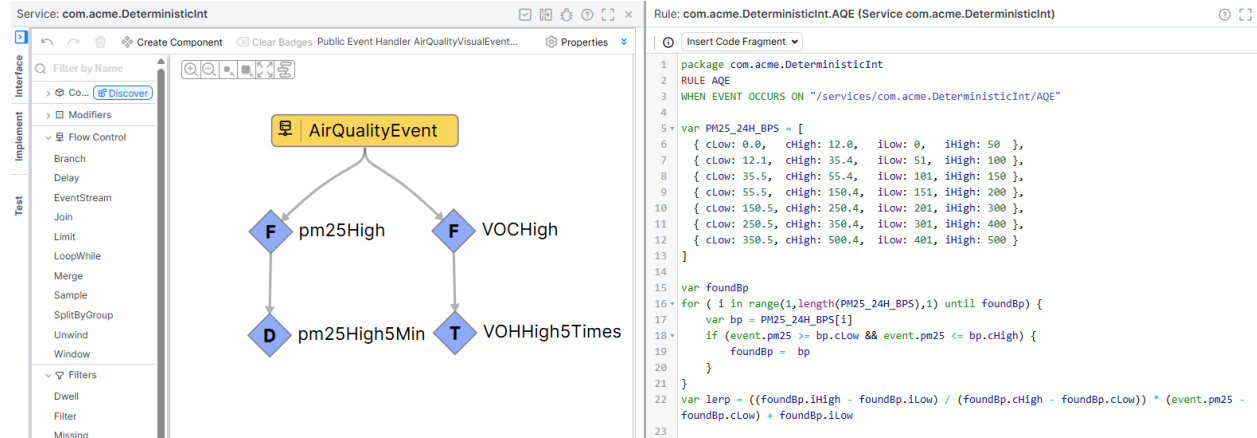 Service: com.acme.DeterministicInt
Create Component
Clear Badges
Public Event Handler AirQualityVisualEvent...
Properties
Interface
Implement
Test
Filter by Name
Co...
Discover
Modifiers
Flow Control
Branch
Delay
EventStream
Join
Limit
LoopWhile
Merge
Sample
SplitByGroup
Unwind
Window
Filters
Dwell
Filter
Missing
AirQualityEvent
F pm25High
F VOCHigh
D pm25High5Min
T VOHHigh5Times
Rule: com.acme.DeterministicInt.AQE (Service com.acme.DeterministicInt)
Insert Code Fragment
1 package com.acme.DeterministicInt
2 RULE AQE
3 WHEN EVENT OCCURS ON "/services/com.acme.DeterministicInt/AQE"
4
5 var PM25_24H_BPS = [
6 { cLow: 0.0, cHigh: 12.0, iLow: 0, iHigh: 50 },
7 { cLow: 12.1, cHigh: 35.4, iLow: 51, iHigh: 100 },
8 { cLow: 35.5, cHigh: 55.4, iLow: 101, iHigh: 150 },
9 { cLow: 55.5, cHigh: 150.4, iLow: 151, iHigh: 200 },
10 { cLow: 150.5, cHigh: 250.4, iLow: 201, iHigh: 300 },
11 { cLow: 250.5, cHigh: 350.4, iLow: 301, iHigh: 400 },
12 { cLow: 350.5, cHigh: 500.4, iLow: 401, iHigh: 500 }
13 ]
14
15 var foundBp
16 for ( i in range(1,length(PM25_24H_BPS),1) until foundBp) {
17 var bp = PM25_24H_BPS[i]
18 if (event.pm25 >= bp.cLow && event.pm25 <= bp.cHigh) {
19 foundBp = bp
20 }
21 }
22 var lerp = ((foundBp.iHigh - foundBp.iLow) / (foundBp.cHigh - foundBp.cLow)) * (event.pm25 -
foundBp.cLow) + foundBp.iLow
23